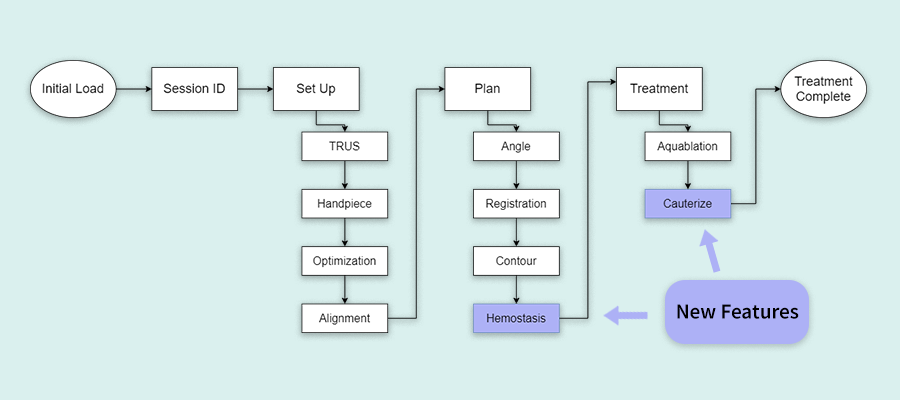 Initial Load
Session ID
Set Up
TRUS
Handpiece
Optimization
Alignment
Plan
Angle
Registration
Contour
Hemostasis
Treatment
Aquablation
Cauterize
Treatment
Complete
New Features